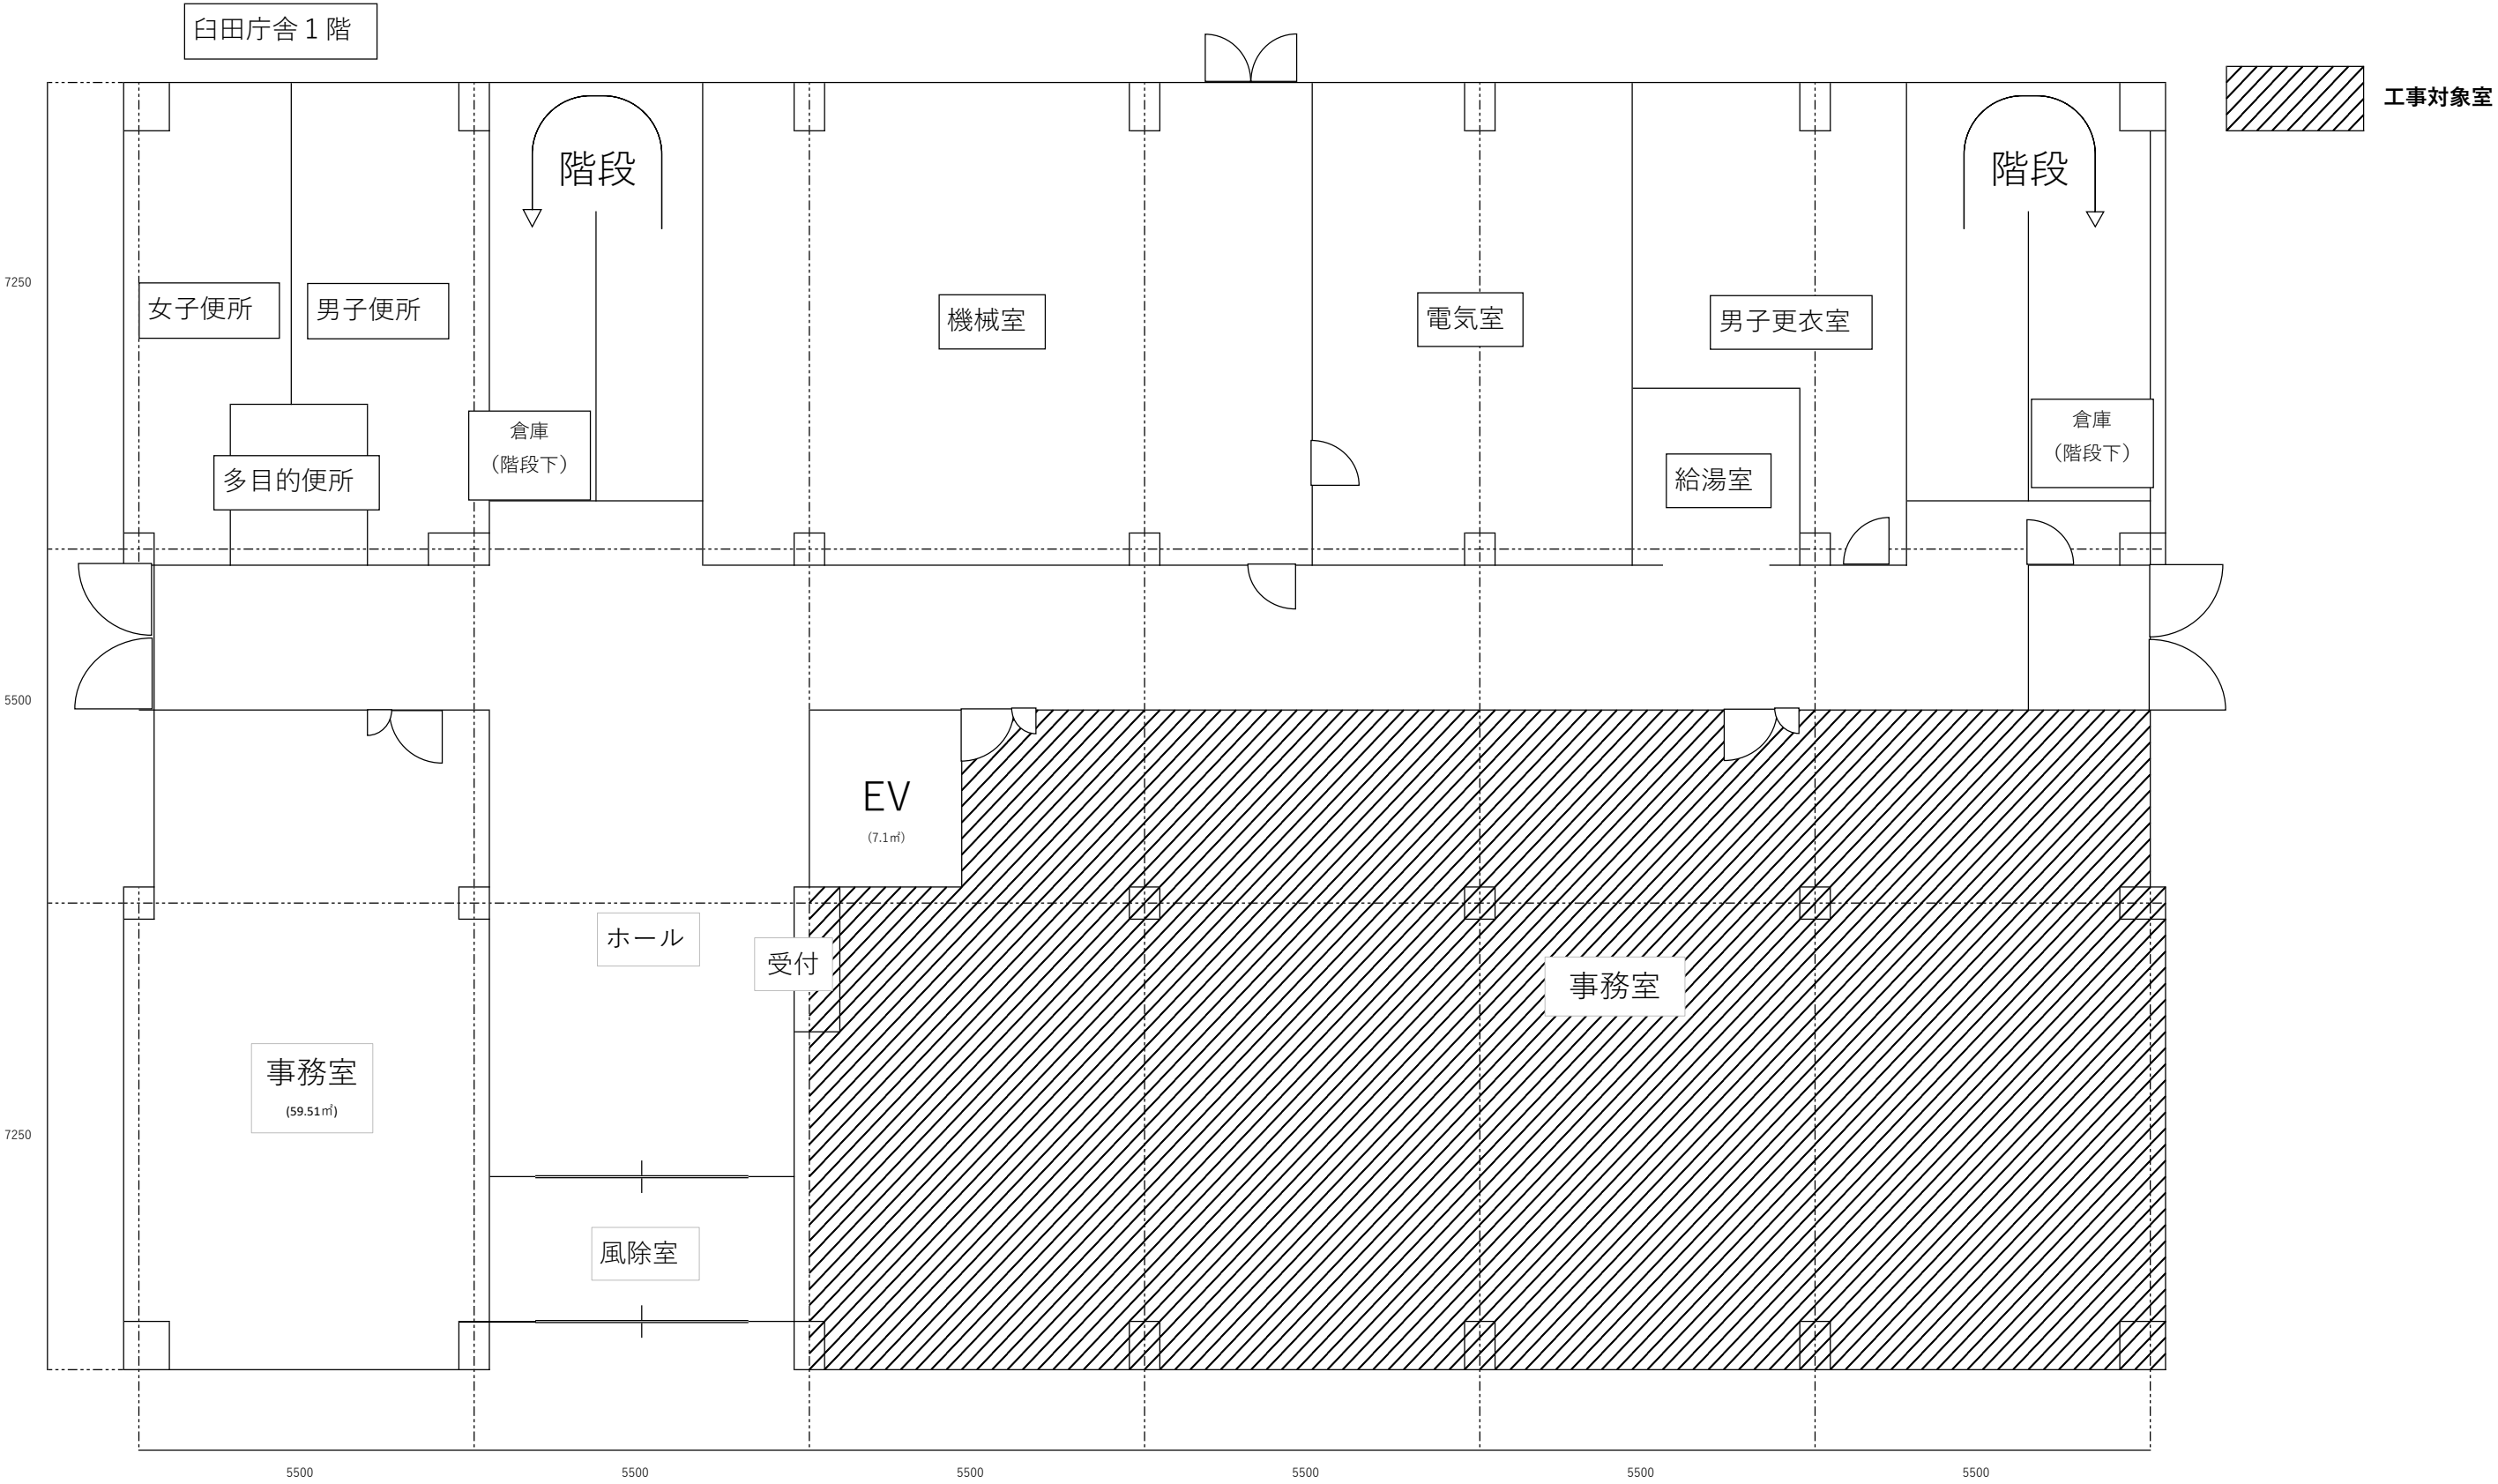 臼田庁舎１階
工事対象室
階段
階段
7250
女子便所
男子便所
機械室
電気室
男子更衣室
倉庫
（階段下）
倉庫
（階段下）
多目的便所
給湯室
5500
EV
（7.1㎡）
ホール
受付
事務室
事務室
(59.51㎡)
7250
風除室
5500
5500
5500
5500
5500
5500